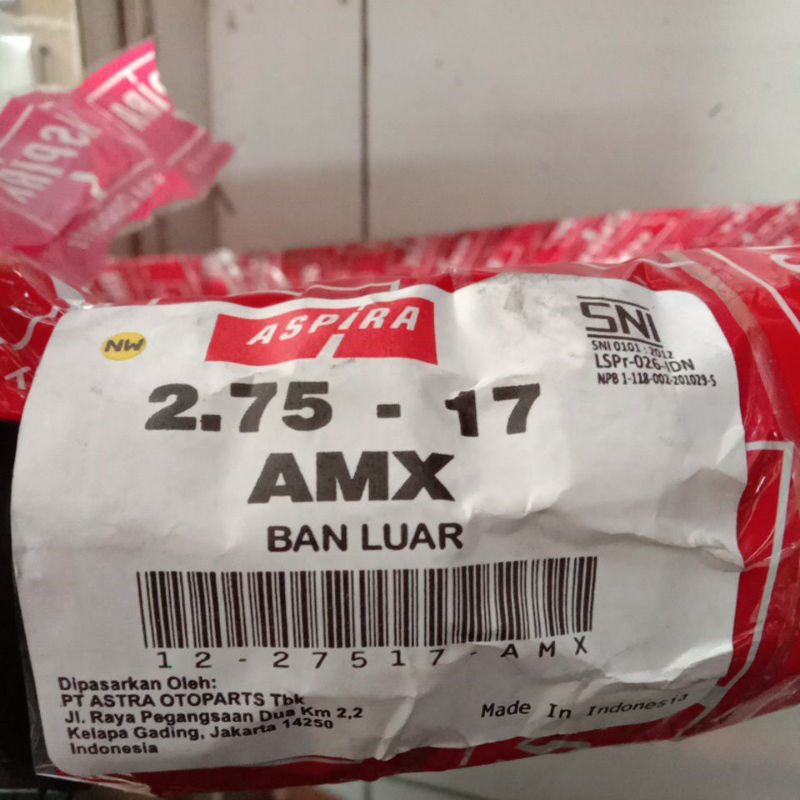 ASPIRA
ASPIRA
NW
ASPIRA
SNI
SNI 0101 : 2012
LSPr-026-IDN
NPB 1-118-002-201029-5
2.75 - 17
AMX
BAN LUAR
12-27517-AMX
Dipasarkan Oleh:
PT ASTRA OTOPARTS Tbk
Jl. Raya Pegangsaan Dua Km 2,2
Kelapa Gading, Jakarta 14250
Indonesia
Made In Indonesia